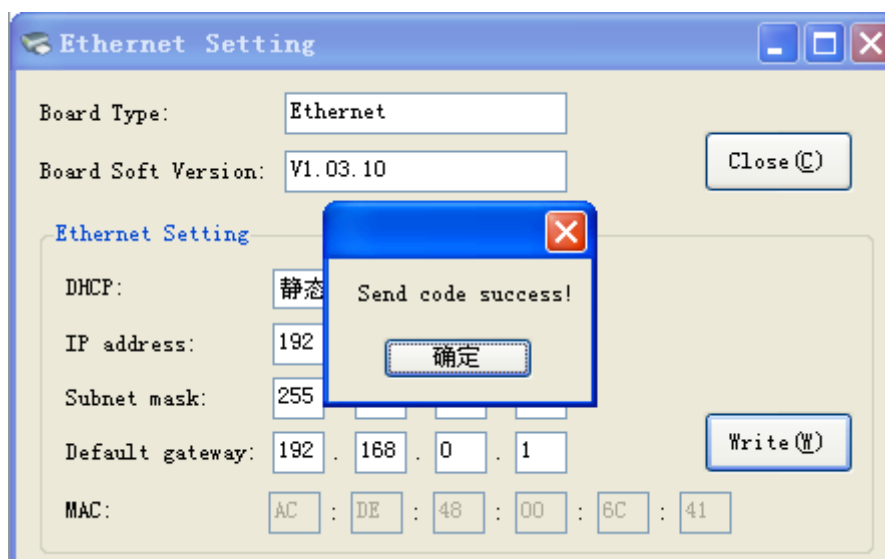 Ethernet Setting
Board Type: Ethernet
Close(C)
Board Soft Version: V1.03.10
Ethernet Setting
DHCP: 静态
Send code success!
确定
IP address: 192
Subnet mask: 255
Default gateway: 192 . 168 . 0 . 1
Write(W)
MAC: AC : DE : 48 : 00 : 6C : 41